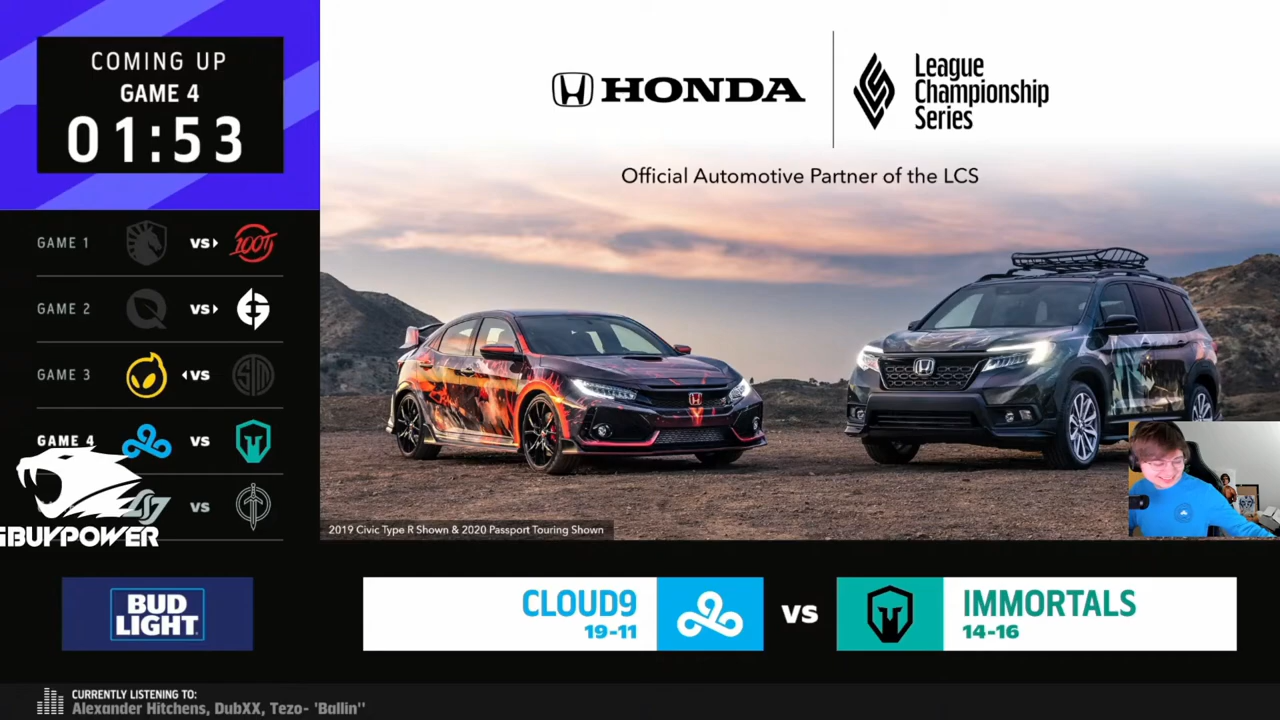 COMING UP
GAME 4
01:53
HONDA
League
Championship
Series
Official Automotive Partner of the LCS
GAME 1
VS
100T
GAME 2
VS
GAME 3
VS
GAME 4
VS
VS
iBUYPOWER
2019 Civic Type R Shown & 2020 Passport Touring Shown
BUD
LIGHT
CLOUD9
19-11
VS
IMMORTALS
14-16
CURRENTLY LISTENING TO:
Alexander Hitchens, DubXX, Tezo- 'Ballin''